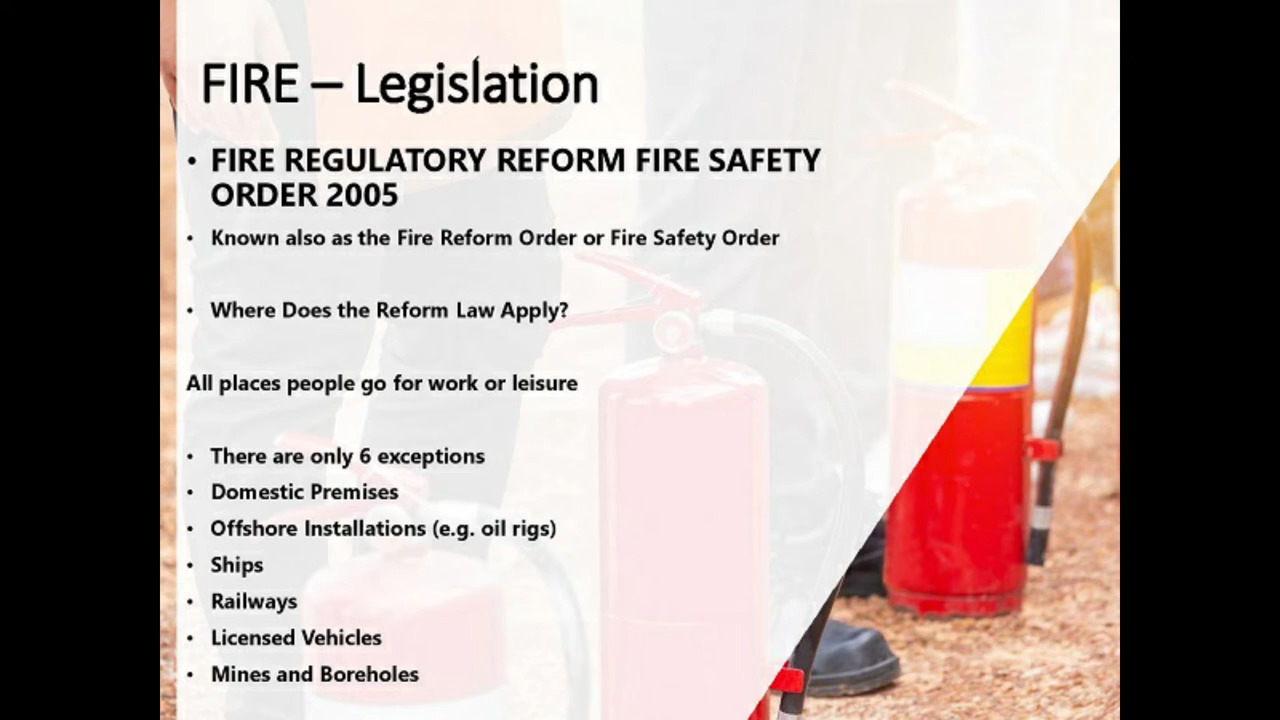 FIRE – Legislation
• FIRE REGULATORY REFORM FIRE SAFETY
ORDER 2005
• Known also as the Fire Reform Order or Fire Safety Order
• Where Does the Reform Law Apply?
All places people go for work or leisure
• There are only 6 exceptions
• Domestic Premises
• Offshore Installations (e.g. oil rigs)
• Ships
• Railways
• Licensed Vehicles
• Mines and Boreholes